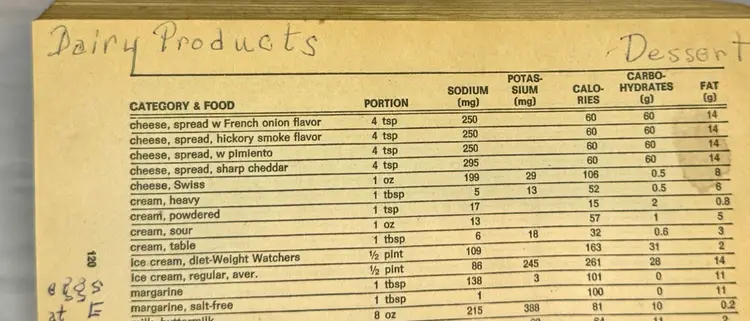 Dairy Products
Dessert
CATEGORY & FOOD PORTION SODIUM (mg) POTAS-SIUM (mg) CALO-RIES CARBO-HYDRATES (g) FAT (g)
cheese, spread w French onion flavor 4 tsp 250 60 60 14
cheese, spread, hickory smoke flavor 4 tsp 250 60 60 14
cheese, spread, w pimiento 4 tsp 250 60 60 14
cheese, spread, sharp cheddar 4 tsp 295 60 60 14
cheese, Swiss 1 oz 199 29 106 0.5 8
cream, heavy 1 tbsp 5 13 52 0.5 6
cream, powdered 1 tsp 17 15 2 0.8
cream, sour 1 oz 13 57 1 5
cream, table 1 tbsp 6 18 32 0.6 3
ice cream, diet-Weight Watchers ½ pint 109 163 31 2
ice cream, regular, aver. ½ pint 86 245 261 28 14
margarine 1 tbsp 138 3 101 0 11
margarine, salt-free 1 tbsp 1 100 0 11
milk, buttermilk 8 oz 215 388 81 10 0.2
120
eggs
at E